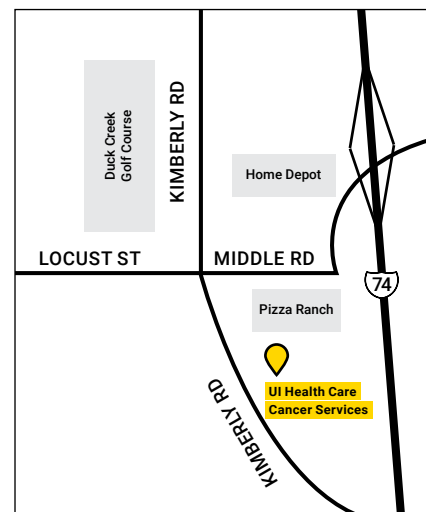 Duck Creek
Golf Course
KIMBERLY RD
Home Depot
LOCUST ST
MIDDLE RD
74
Pizza Ranch
UI Health Care
Cancer Services
KIMBERLY RD